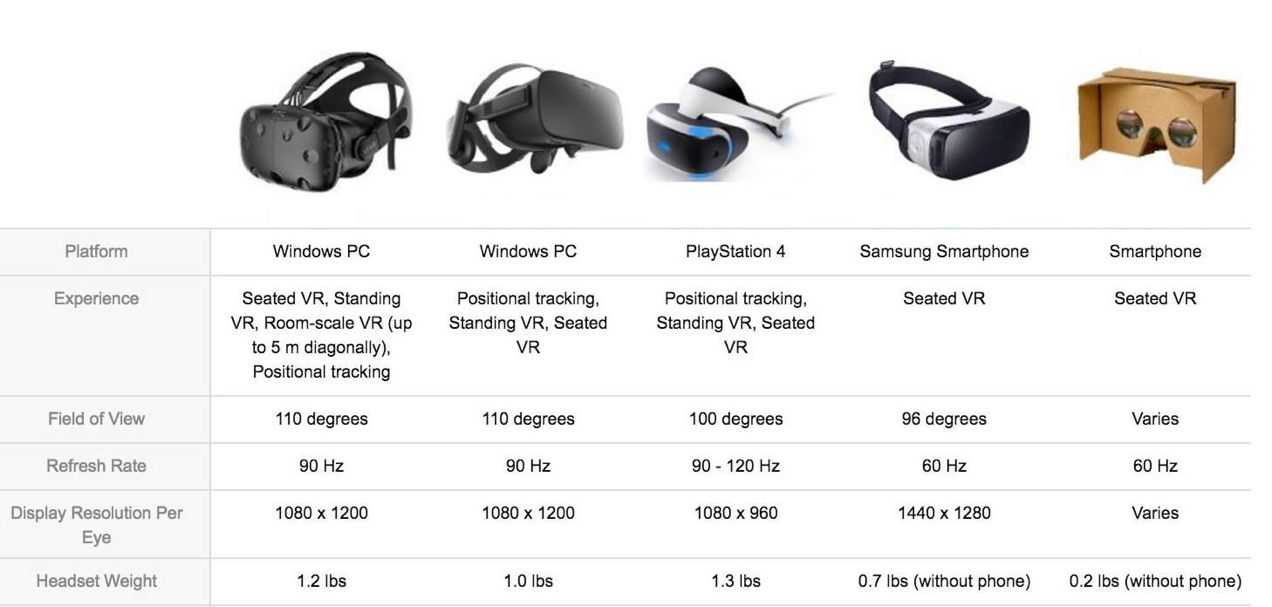 Platform
Windows PC
Windows PC
PlayStation 4
Samsung Smartphone
Smartphone
Experience
Seated VR, Standing
VR, Room-scale VR (up
to 5 m diagonally),
Positional tracking
Positional tracking,
Standing VR, Seated
VR
Positional tracking,
Standing VR, Seated
VR
Seated VR
Seated VR
Field of View
110 degrees
110 degrees
100 degrees
96 degrees
Varies
Refresh Rate
90 Hz
90 Hz
90 - 120 Hz
60 Hz
60 Hz
Display Resolution Per
Eye
1080 x 1200
1080 x 1200
1080 x 960
1440 x 1280
Varies
Headset Weight
1.2 lbs
1.0 lbs
1.3 lbs
0.7 lbs (without phone)
0.2 lbs (without phone)